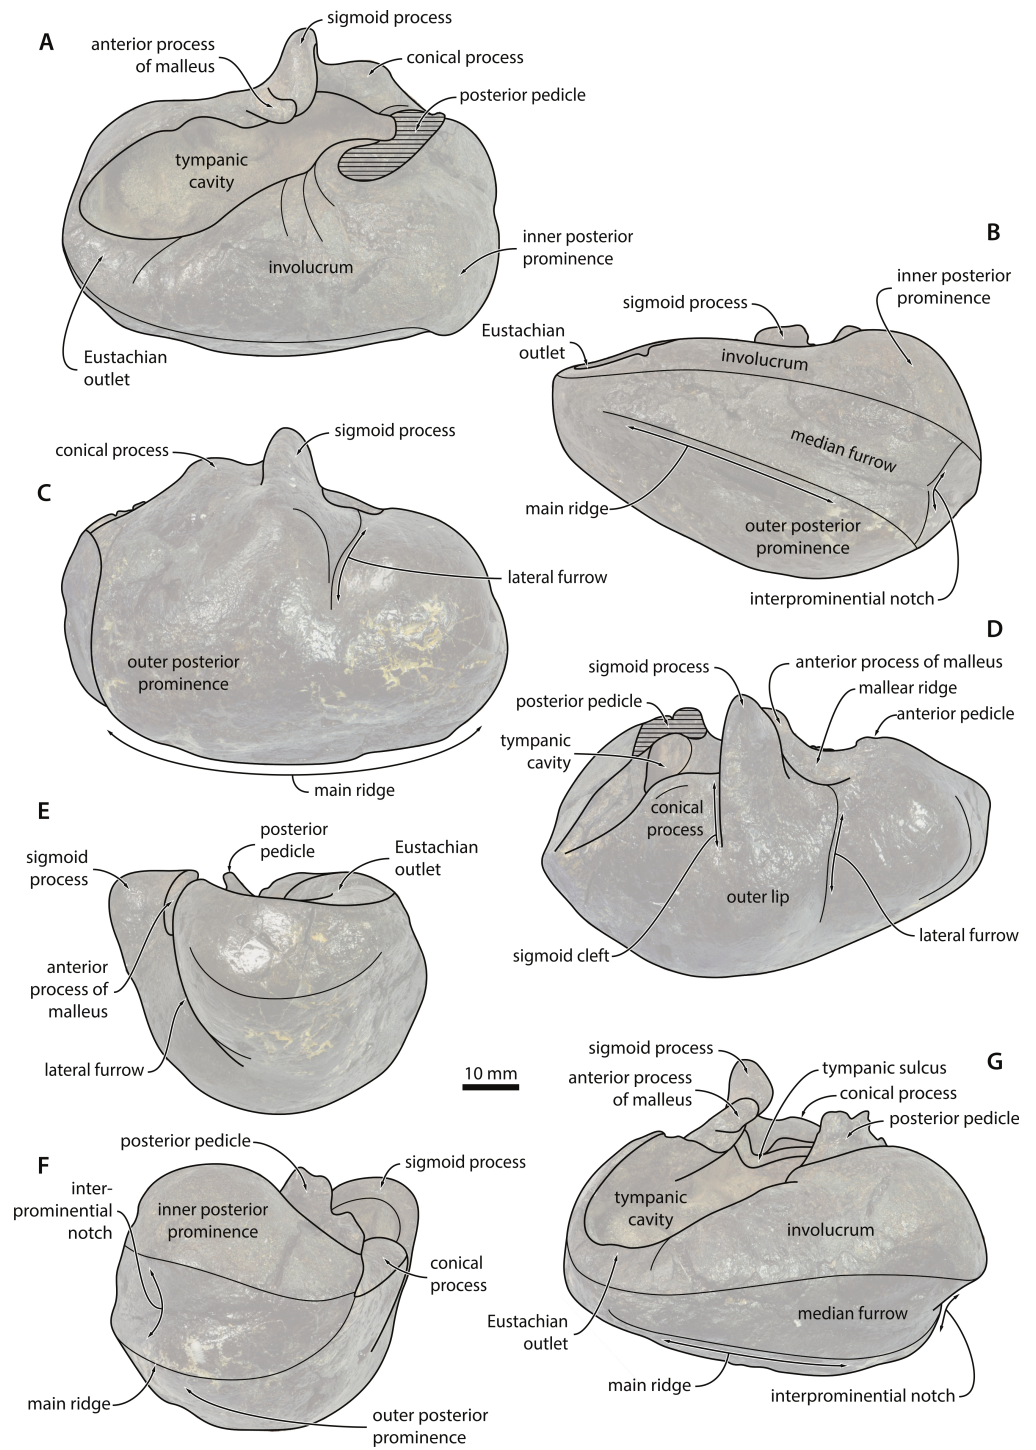 A
sigmoid process
anterior process
of malleus
conical process
posterior pedicle
tympanic
cavity
inner posterior
prominence
involucrum
Eustachian
outlet
B
inner posterior
prominence
sigmoid process
Eustachian
outlet
involucrum
median furrow
main ridge
outer posterior
prominence
interprominential notch
C
conical process
sigmoid process
lateral furrow
outer posterior
prominence
main ridge
D
sigmoid process
anterior process of malleus
mallear ridge
anterior pedicle
posterior pedicle
tympanic
cavity
conical
process
outer lip
sigmoid cleft
lateral furrow
E
posterior
pedicle
sigmoid
process
Eustachian
outlet
anterior
process of
malleus
lateral furrow
10 mm
F
posterior pedicle
sigmoid process
inter-
prominential
notch
inner posterior
prominence
conical
process
main ridge
outer posterior
prominence
G
sigmoid process
anterior process
of malleus
tympanic sulcus
conical process
posterior pedicle
tympanic
cavity
involucrum
Eustachian
outlet
median furrow
main ridge
interprominential notch